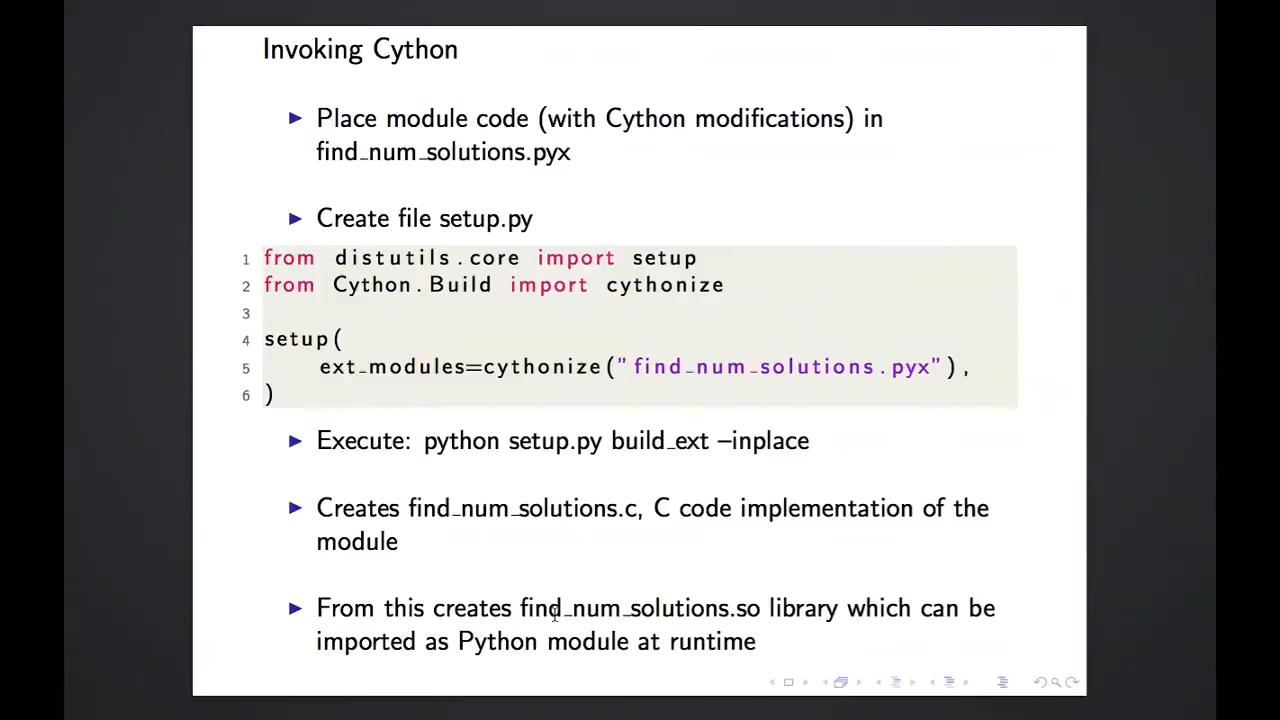 Invoking Cython
▶ Place module code (with Cython modifications) in
find_num_solutions.pyx
▶ Create file setup.py
1 from distutils.core import setup
2 from Cython.Build import cythonize
3
4 setup(
5     ext_modules=cythonize("find_num_solutions.pyx"),
6 )
▶ Execute: python setup.py build_ext –inplace
▶ Creates find_num_solutions.c, C code implementation of the
module
▶ From this creates find_num_solutions.so library which can be
imported as Python module at runtime